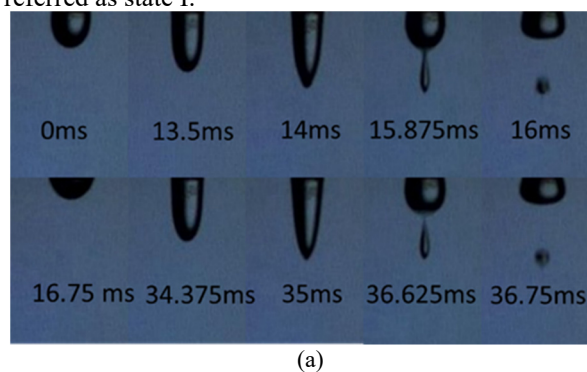 referred as state I.
0ms 13.5ms 14ms 15.875ms 16ms
16.75 ms 34.375ms 35ms 36.625ms 36.75ms
(a)